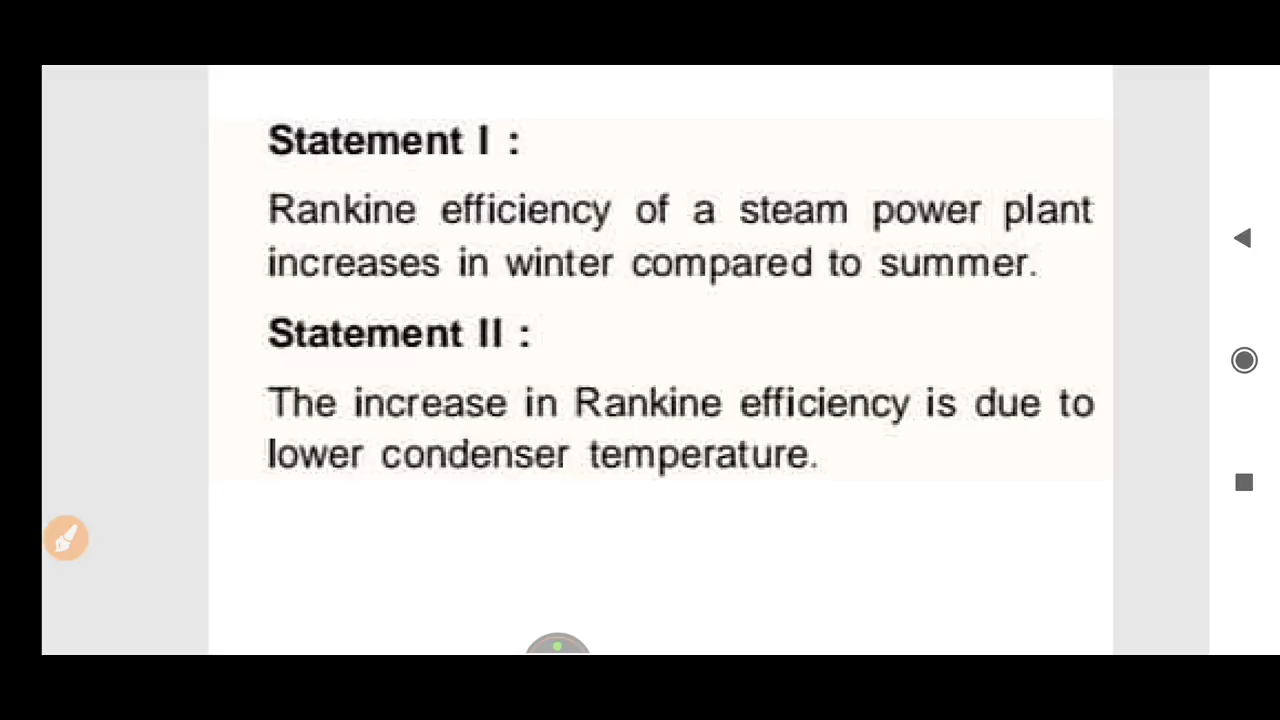 Statement I :
Rankine efficiency of a steam power plant
increases in winter compared to summer.
Statement II :
The increase in Rankine efficiency is due to
lower condenser temperature.